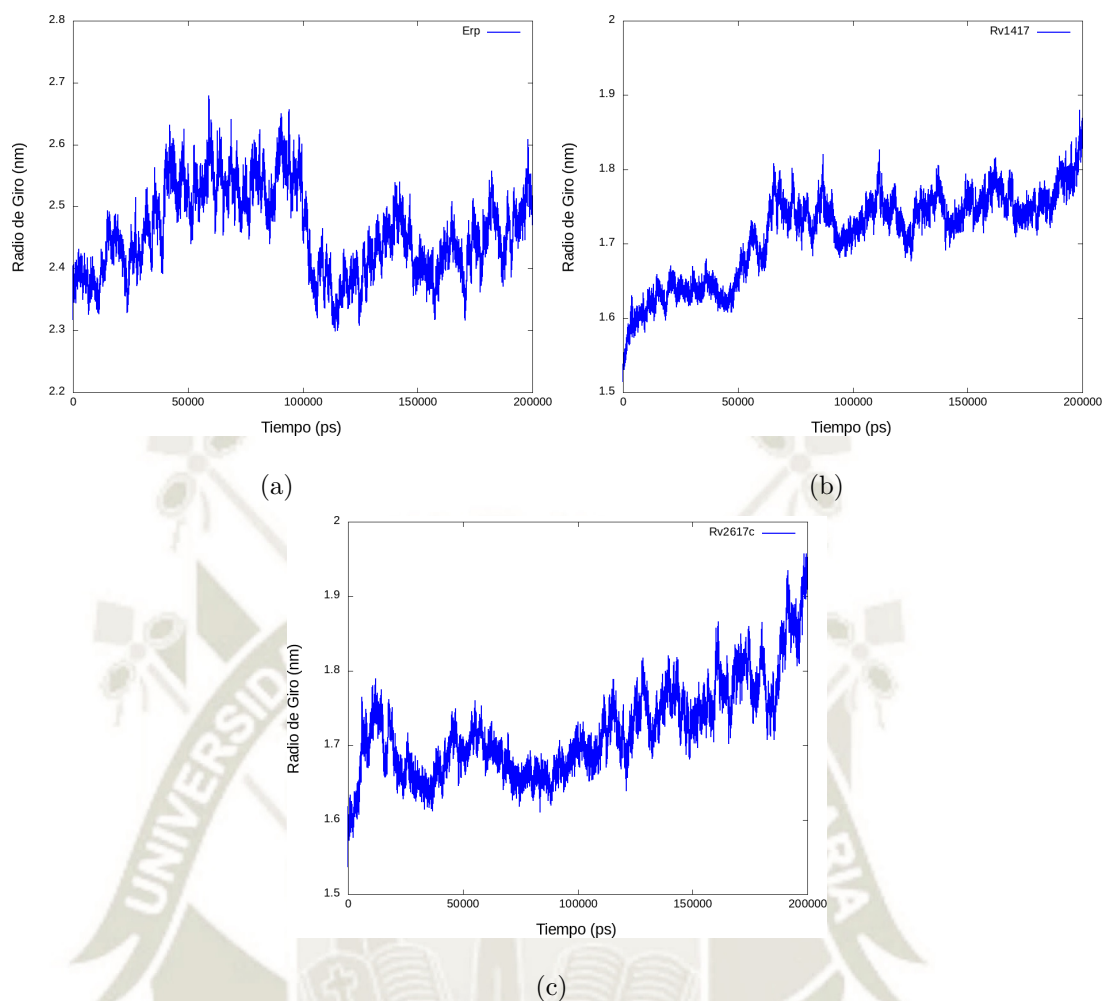 Erp
Radio de Giro (nm)
2.8
2.7
2.6
2.5
2.4
2.3
2.2
0
50000
100000
150000
200000
Tiempo (ps)
(a)
Rv1417
Radio de Giro (nm)
2
1.9
1.8
1.7
1.6
1.5
0
50000
100000
150000
200000
Tiempo (ps)
(b)
Rv2617c
Radio de Giro (nm)
2
1.9
1.8
1.7
1.6
1.5
0
50000
100000
150000
200000
Tiempo (ps)
(c)
UNIVERSID
ARIA